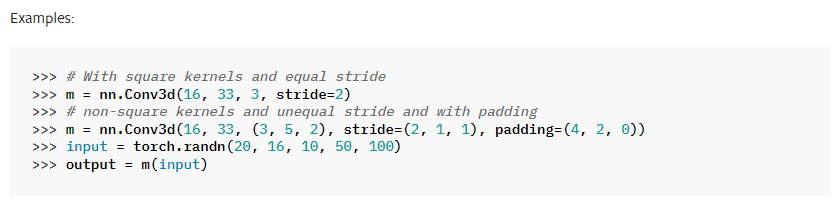 Examples:
>>> # With square kernels and equal stride
>>> m = nn.Conv3d(16, 33, 3, stride=2)
>>> # non-square kernels and unequal stride and with padding
>>> m = nn.Conv3d(16, 33, (3, 5, 2), stride=(2, 1, 1), padding=(4, 2, 0))
>>> input = torch.randn(20, 16, 10, 50, 100)
>>> output = m(input)